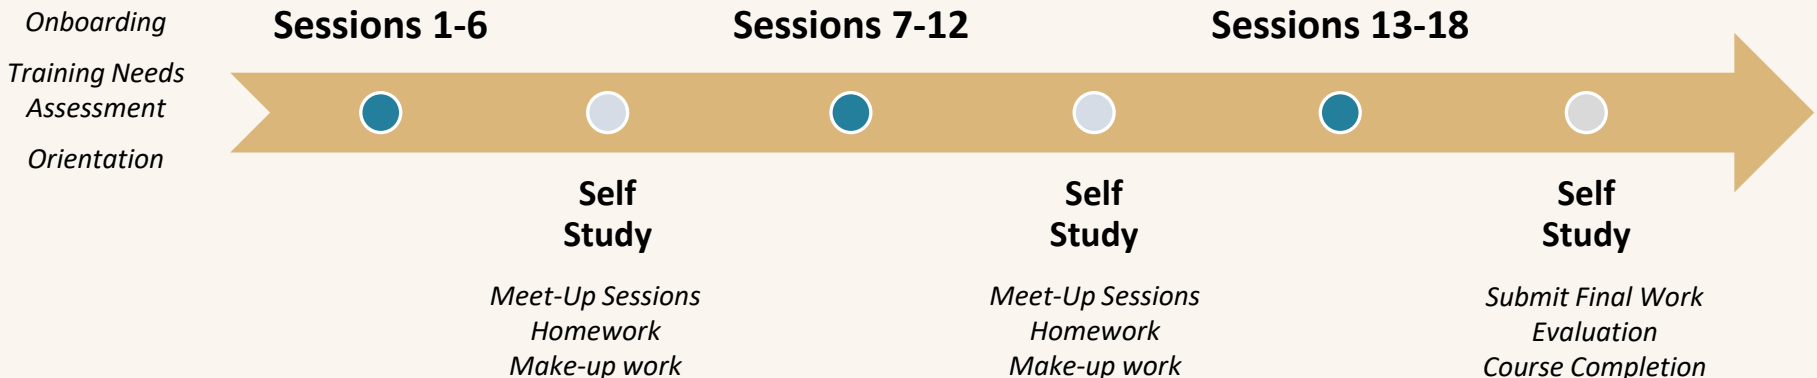 Onboarding
Training Needs
Assessment
Orientation
Sessions 1-6
Sessions 7-12
Sessions 13-18
Self
Study
Meet-Up Sessions
Homework
Make-up work
Self
Study
Meet-Up Sessions
Homework
Make-up work
Self
Study
Submit Final Work
Evaluation
Course Completion